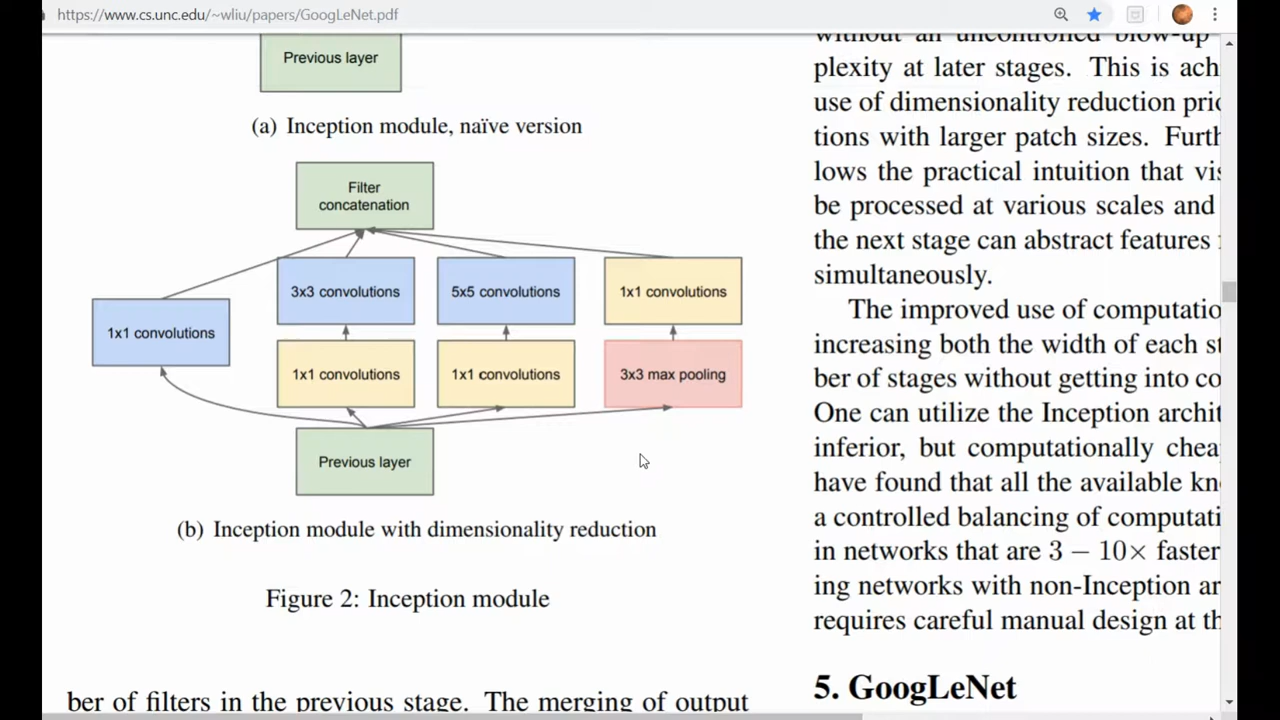 https://www.cs.unc.edu/~wliu/papers/GoogLeNet.pdf
Previous layer
(a) Inception module, naïve version
Filter
concatenation
3x3 convolutions
5x5 convolutions
1x1 convolutions
1x1 convolutions
1x1 convolutions
1x1 convolutions
3x3 max pooling
Previous layer
(b) Inception module with dimensionality reduction
Figure 2: Inception module
ber of filters in the previous stage. The merging of output
without an uncontrolled blow-up
plexity at later stages. This is ach
use of dimensionality reduction pri
tions with larger patch sizes. Furth
lows the practical intuition that vis
be processed at various scales and
the next stage can abstract features
simultaneously.
The improved use of computatio
increasing both the width of each st
ber of stages without getting into co
One can utilize the Inception archit
inferior, but computationally chea
have found that all the available kn
a controlled balancing of computati
in networks that are 3 − 10× faster
ing networks with non-Inception ar
requires careful manual design at th
5. GoogLeNet